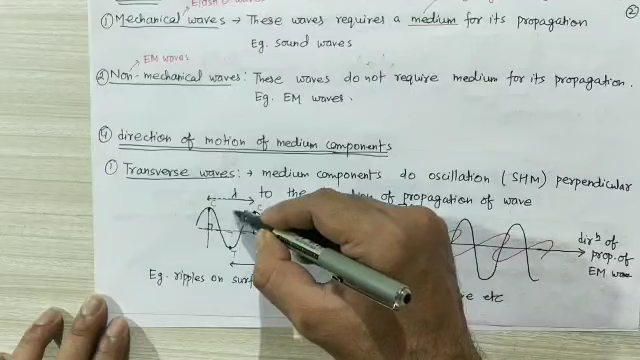 ① Mechanical waves → These waves requires a medium for its propagation
Eg. sound waves
EM waves
② Non-mechanical waves: These waves do not require medium for its propagation.
Eg. EM waves.
④ direction of motion of medium components
① Transverse waves: → medium components do oscillation (SHM) perpendicular
to the of propagation of wave
λ
C
C
T
dirⁿ of
prop. of
EM wave
Eg. ripples on etc
②